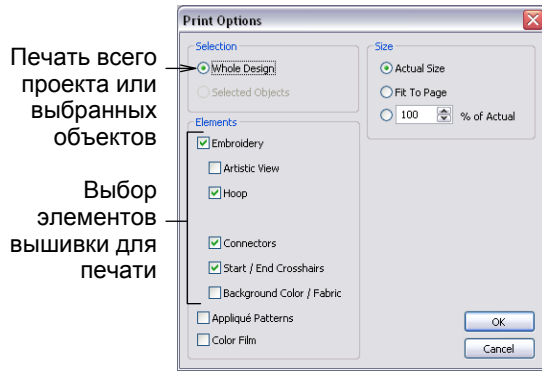 Print Options
Печать всего
проекта или
выбранных
объектов
Выбор
элементов
вышивки для
печати
Selection
Whole Design
Selected Objects
Elements
Embroidery
Artistic View
Hoop
Connectors
Start / End Crosshairs
Background Color / Fabric
Appliqué Patterns
Color Film
Size
Actual Size
Fit To Page
100 % of Actual
OK
Cancel